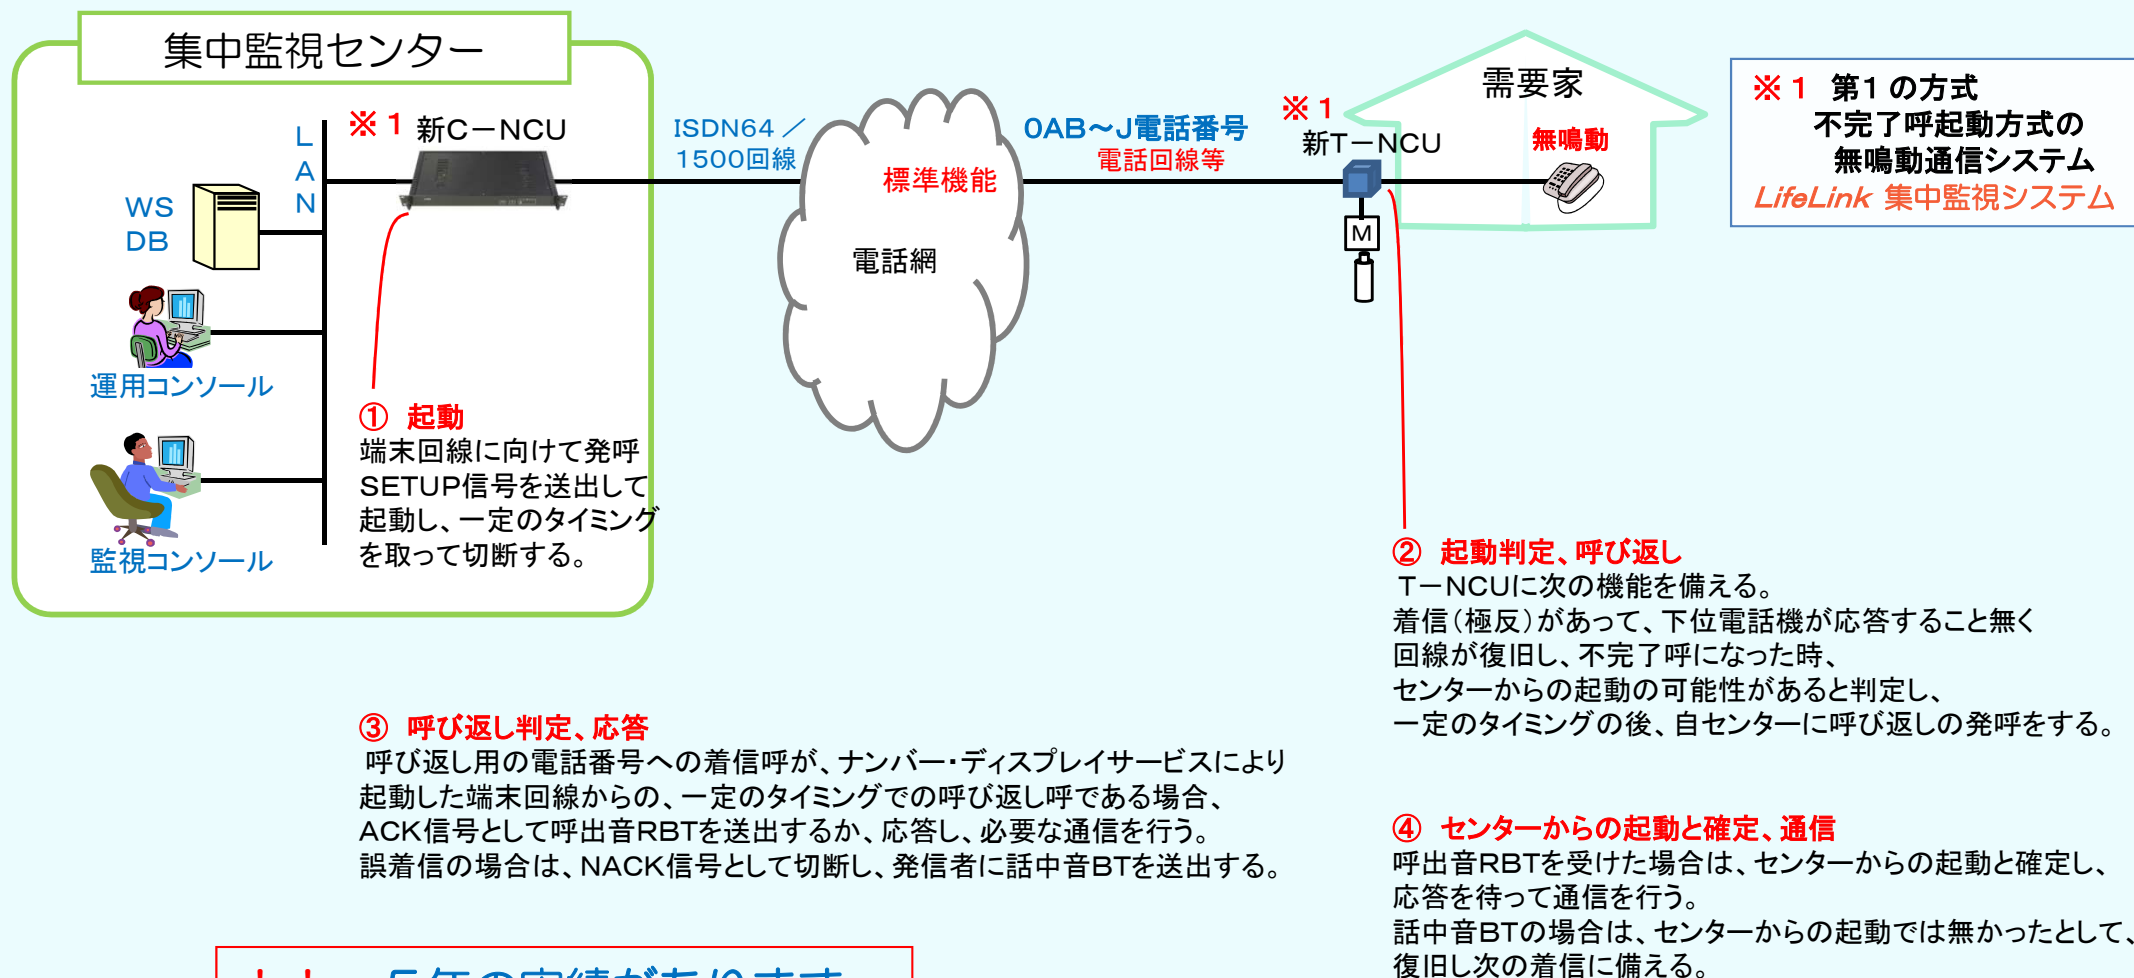 集中監視センター
※１ 新C－NCU
LAN
WS
DB
運用コンソール
監視コンソール
① 起動
端末回線に向けて発呼
SETUP信号を送出して
起動し、一定のタイミング
を取って切断する。
ISDN64／
1500回線
標準機能
電話網
0AB～J電話番号
電話回線等
※１
新T－NCU
M
需要家
無鳴動
※１ 第１の方式
不完了呼起動方式の
無鳴動通信システム
LifeLink 集中監視システム
② 起動判定、呼び返し
T－NCUに次の機能を備える。
着信（極反）があって、下位電話機が応答すること無く
回線が復旧し、不完了呼になった時、
センターからの起動の可能性があると判定し、
一定のタイミングの後、自センターに呼び返しの発呼をする。
③ 呼び返し判定、応答
呼び返し用の電話番号への着信呼が、ナンバー・ディスプレイサービスにより
起動した端末回線からの、一定のタイミングでの呼び返し呼である場合、
ACK信号として呼出音RBTを送出するか、応答し、必要な通信を行う。
誤着信の場合は、NACK信号として切断し、発信者に話中音BTを送出する。
④ センターからの起動と確定、通信
呼出音RBTを受けた場合は、センターからの起動と確定し、
応答を待って通信を行う。
話中音BTの場合は、センターからの起動では無かったとして、
復旧し次の着信に備える。
５年の実績があります